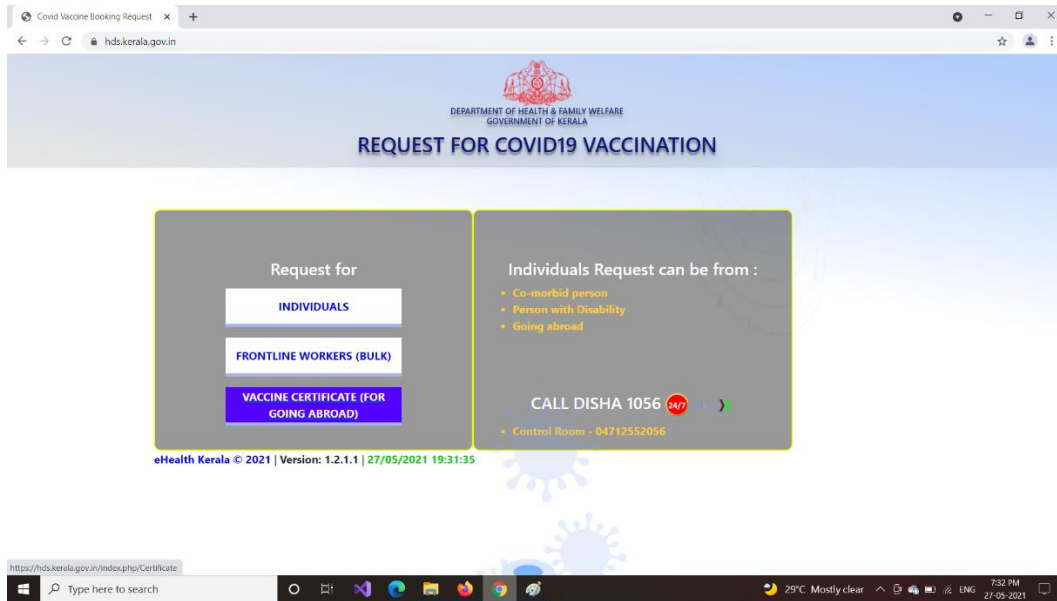 Covid Vaccine Booking Request
hds.kerala.gov.in
DEPARTMENT OF HEALTH & FAMILY WELFARE
GOVERNMENT OF KERALA
REQUEST FOR COVID19 VACCINATION
Request for
INDIVIDUALS
FRONTLINE WORKERS (BULK)
VACCINE CERTIFICATE (FOR
GOING ABROAD)
Individuals Request can be from :
• Co-morbid person
• Person with Disability
• Going abroad
CALL DISHA 1056 24/7
• Control Room - 04712552056
eHealth Kerala © 2021 | Version: 1.2.1.1 | 27/05/2021 19:31:35
https://hds.kerala.gov.in/index.php/Certificate
Type here to search
29°C Mostly clear
ENG
7:32 PM
27-05-2021